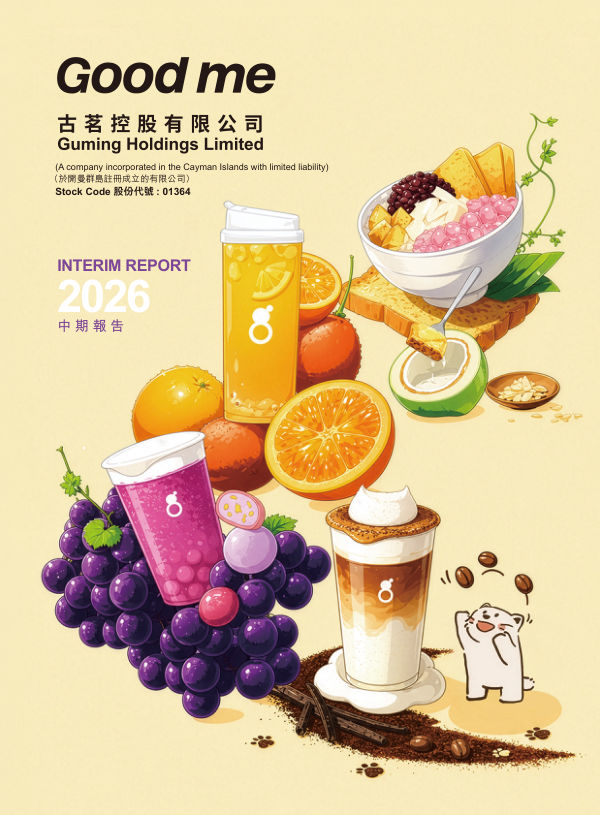 Good me
古茗控股有限公司
Guming Holdings Limited
(A company incorporated in the Cayman Islands with limited liability)
(於開曼群島註冊成立的有限公司)
Stock Code 股份代號 : 01364
INTERIM REPORT
2026
中期報告